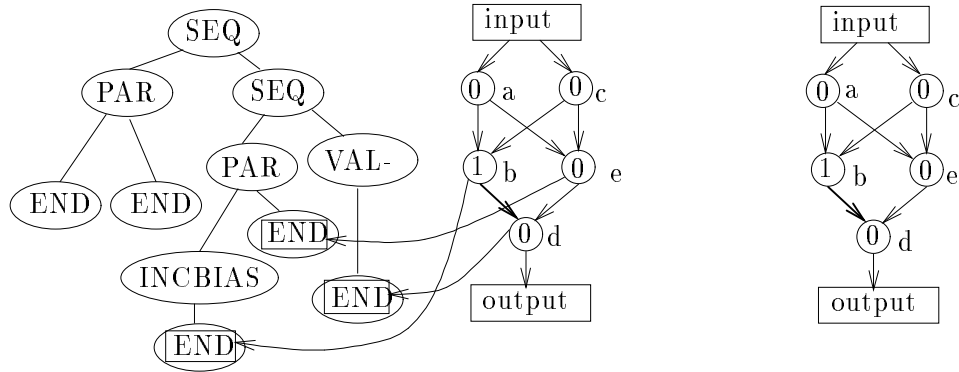 SEQ
PAR
SEQ
PAR
VAL-
END
END
END
INCBIAS
END
END
input
0 a
0 c
1 b
0 e
0 d
output
input
0 a
0 c
1 b
0 e
0 d
output